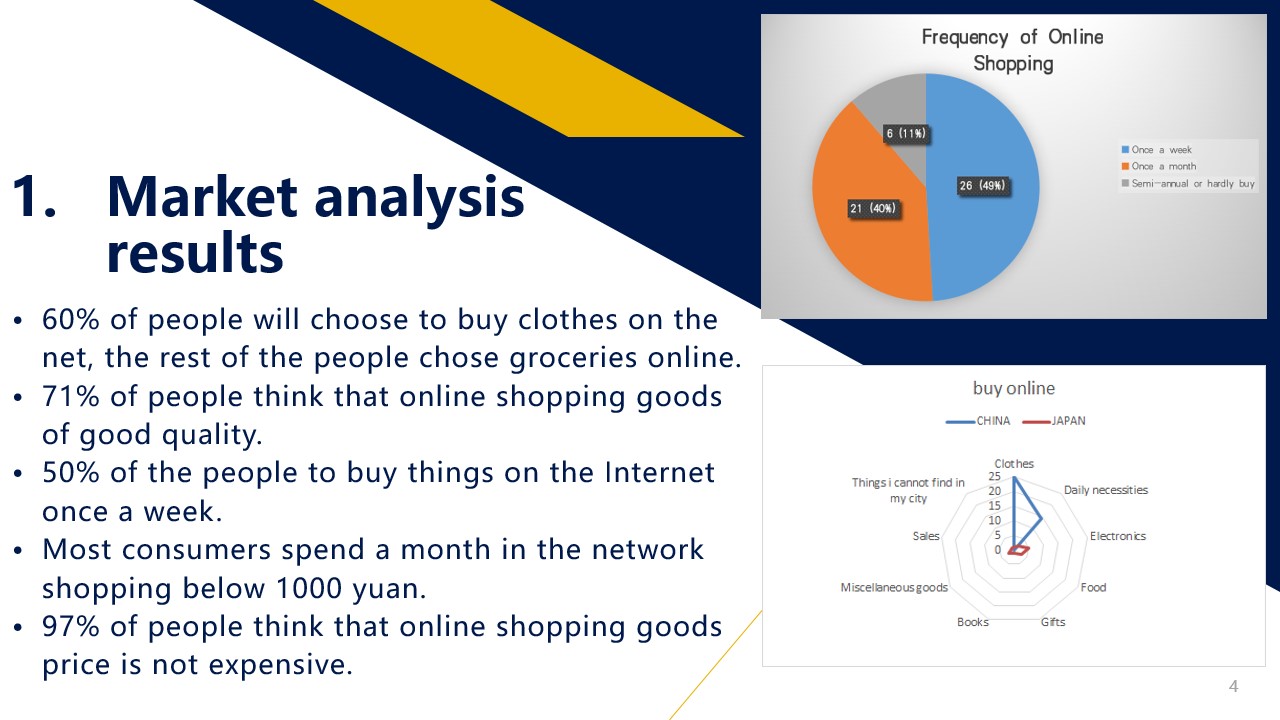 1. Market analysis
results
• 60% of people will choose to buy clothes on the
net, the rest of the people chose groceries online.
• 71% of people think that online shopping goods
of good quality.
• 50% of the people to buy things on the Internet
once a week.
• Most consumers spend a month in the network
shopping below 1000 yuan.
• 97% of people think that online shopping goods
price is not expensive.
Frequency of Online
Shopping
6 (11%)
26 (49%)
21 (40%)
Once a week
Once a month
Semi-annual or hardly buy
buy online
CHINA JAPAN
Clothes
25
20
15
10
5
0
Daily necessities
Electronics
Food
Gifts
Books
Miscellaneous goods
Sales
Things i cannot find in
my city
4